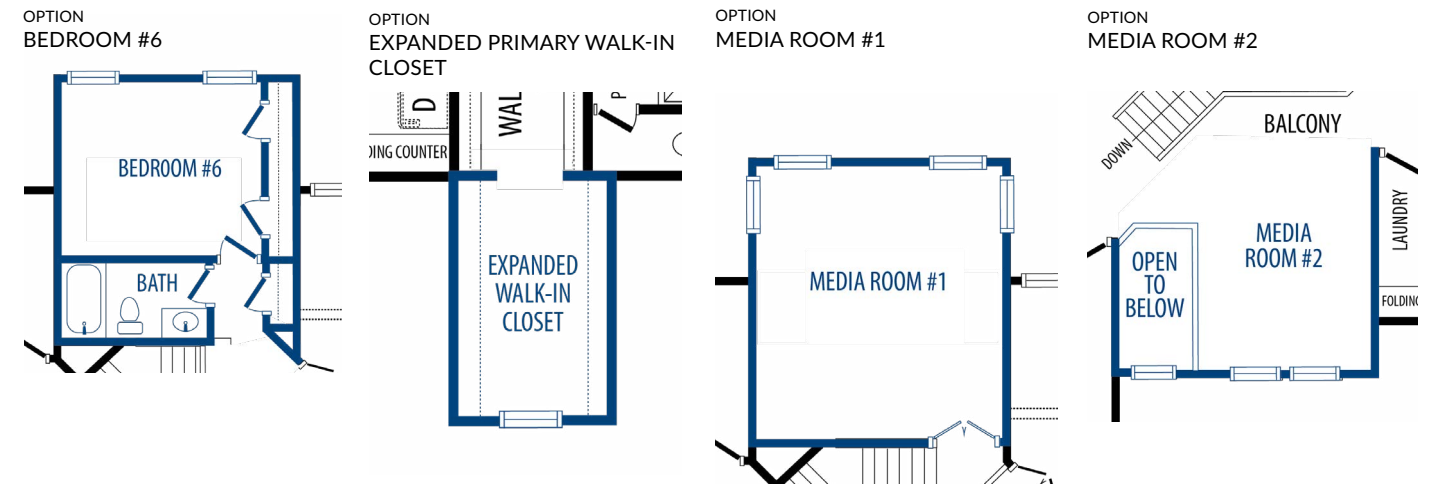 OPTION
BEDROOM #6
BEDROOM #6
BATH
OPTION
EXPANDED PRIMARY WALK-IN
CLOSET
D
WAL
P
DING COUNTER
EXPANDED
WALK-IN
CLOSET
OPTION
MEDIA ROOM #1
MEDIA ROOM #1
OPTION
MEDIA ROOM #2
DOWN
BALCONY
LAUNDRY
MEDIA
ROOM #2
OPEN
TO
BELOW
FOLDING